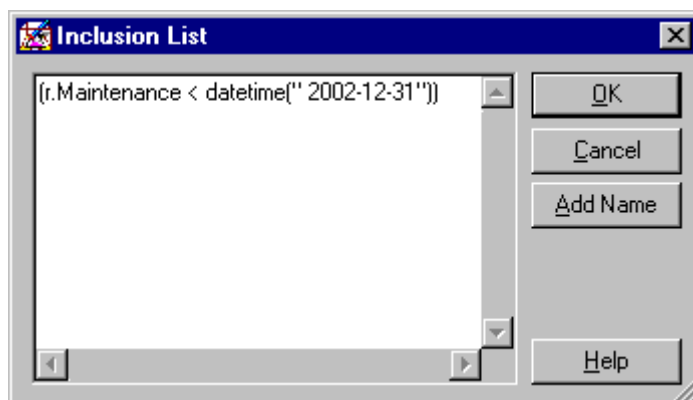 Inclusion List
(r.Maintenance < datetime(" 2002-12-31"))
OK
Cancel
Add Name
Help